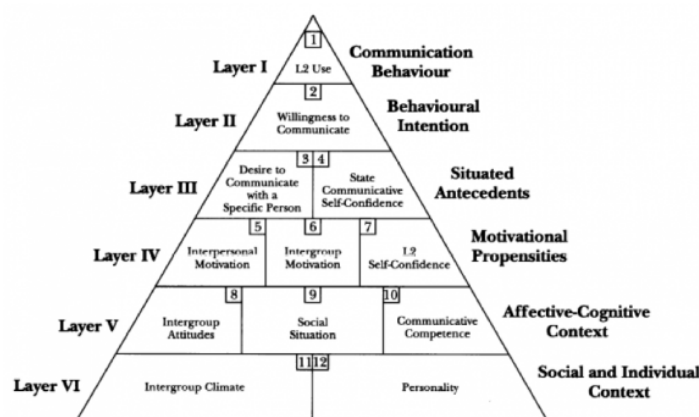 1
Layer I
L2 Use
Communication
Behaviour
2
Layer II
Willingness to
Communicate
Behavioural
Intention
3 4
Layer III
Desire to
Communicate
with a
Specific Person
State
Communicative
Self-Confidence
Situated
Antecedents
5 6 7
Layer IV
Interpersonal
Motivation
Intergroup
Motivation
L2
Self-Confidence
Motivational
Propensities
8 9 10
Layer V
Intergroup
Attitudes
Social
Situation
Communicative
Competence
Affective-Cognitive
Context
11 12
Layer VI
Intergroup Climate
Personality
Social and Individual
Context